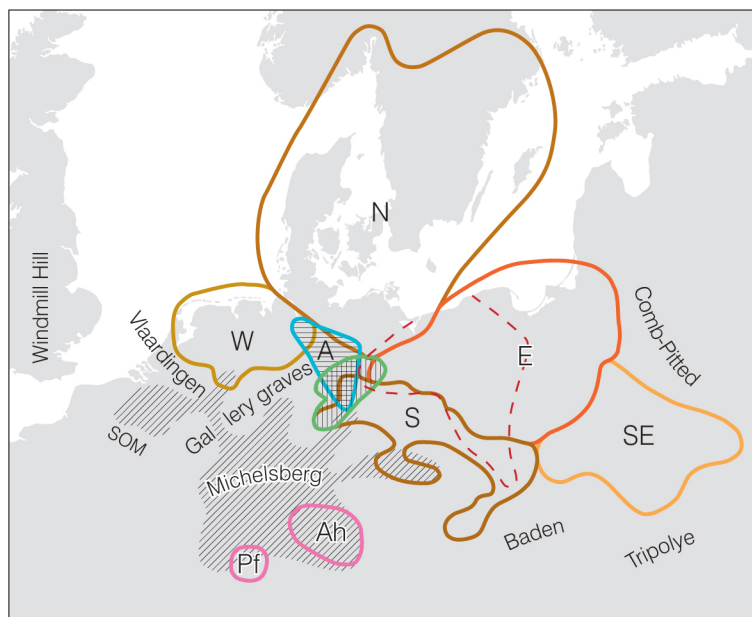 N
Windmill Hill
Vlaardingen
W
A
E
Comb-Pitted
SOM
Gal lery graves
S
SE
Michelsberg
Ah
Pf
Baden
Tripolye